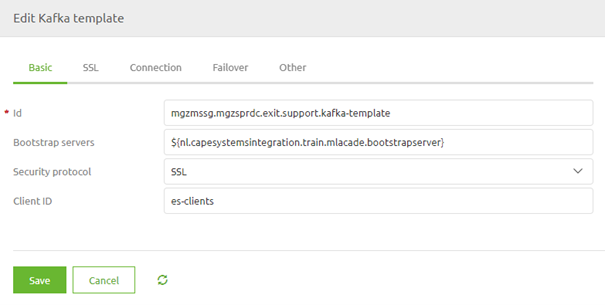 Edit Kafka template
Basic SSL Connection Failover Other
* Id mgzmssg.mgzsprdc.exit.support.kafka-template
Bootstrap servers ${nl.capesystemsintegration.train.mlacade.bootstrapserver}
Security protocol SSL
Client ID es-clients
Save Cancel